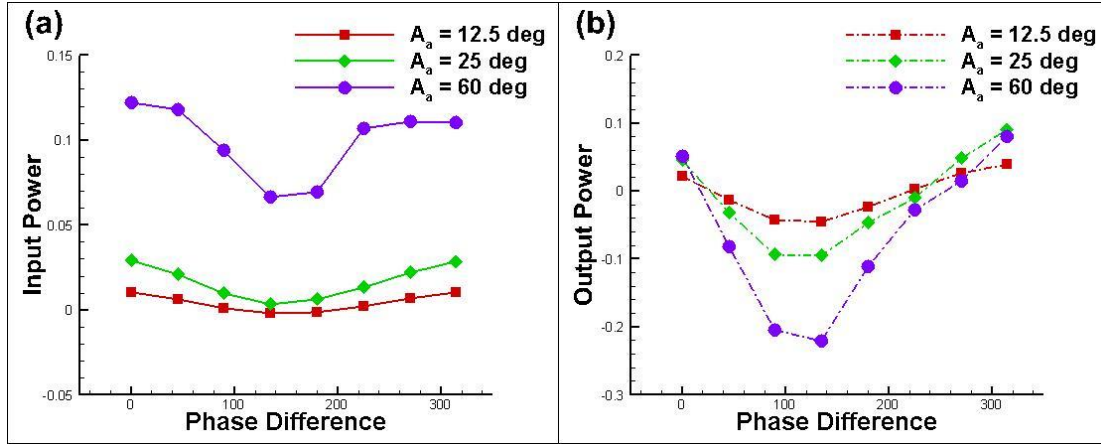 (a)
A_a = 12.5 deg
A_a = 25 deg
A_a = 60 deg
0.15
0.1
0.05
0
-0.05
Input Power
0 100 200 300
Phase Difference
(b)
A_a = 12.5 deg
A_a = 25 deg
A_a = 60 deg
0.2
0.1
0
-0.1
-0.2
-0.3
Output Power
0 100 200 300
Phase Difference